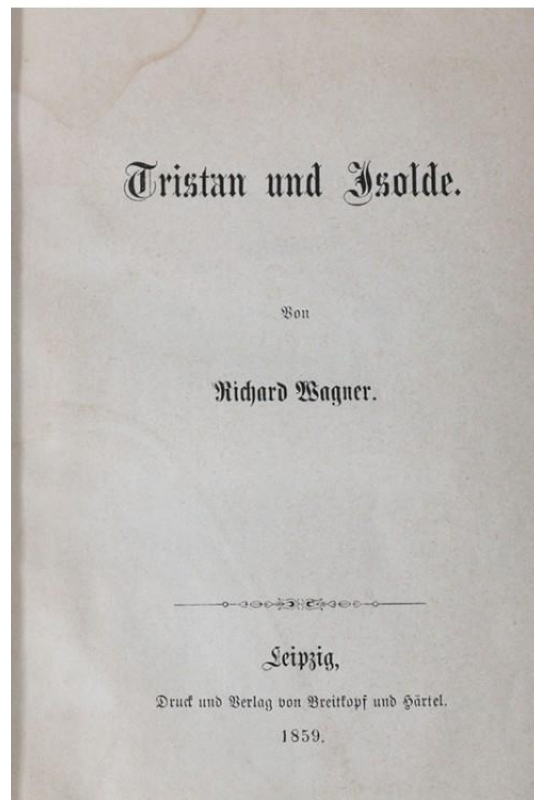 Tristan und Isolde.
Von
Richard Wagner.
Leipzig,
Druck und Verlag von Breitkopf und Härtel.
1859.